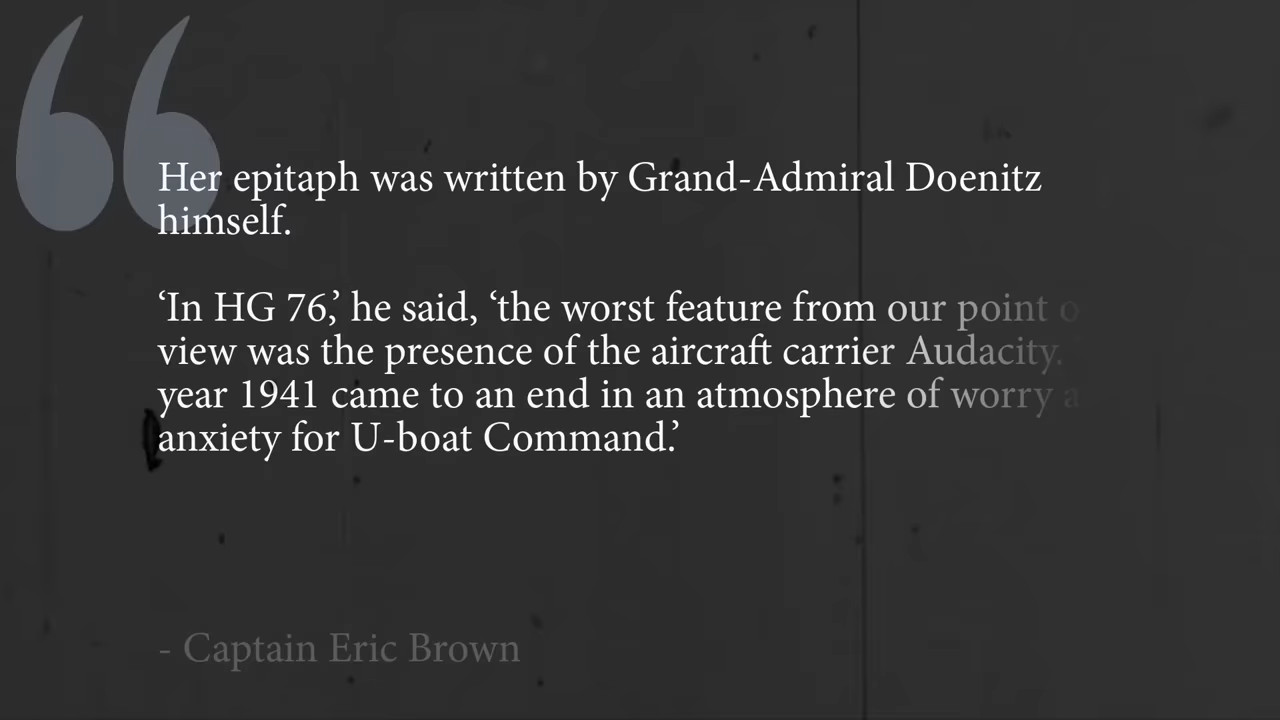 “
Her epitaph was written by Grand-Admiral Doenitz
himself.
‘In HG 76,’ he said, ‘the worst feature from our point
view was the presence of the aircraft carrier Audacity.
year 1941 came to an end in an atmosphere of worry
anxiety for U-boat Command.’
- Captain Eric Brown